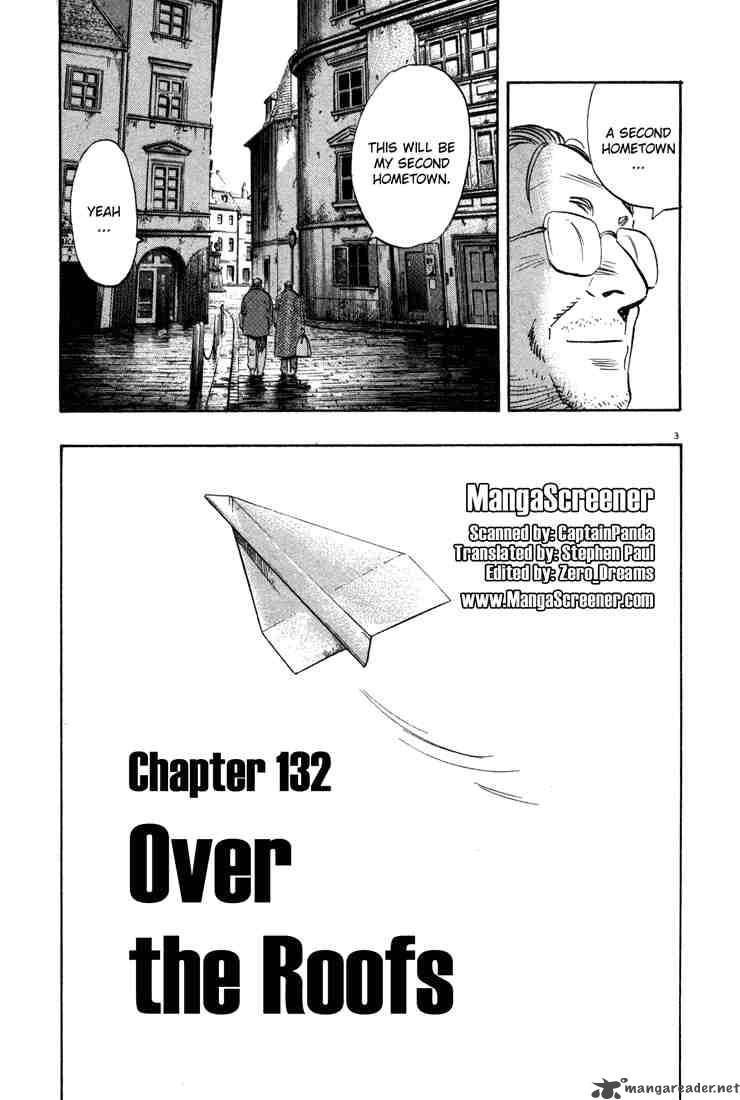 A SECOND
HOMETOWN
...
THIS WILL BE
MY SECOND
HOMETOWN.
YEAH
...
3
MangaScreener
Scanned by: CaptainPanda
Translated by: Stephen Paul
Edited by: Zero_Dreams
www.MangaScreener.com
Chapter 132
Over
the Roofs
mangareader.net